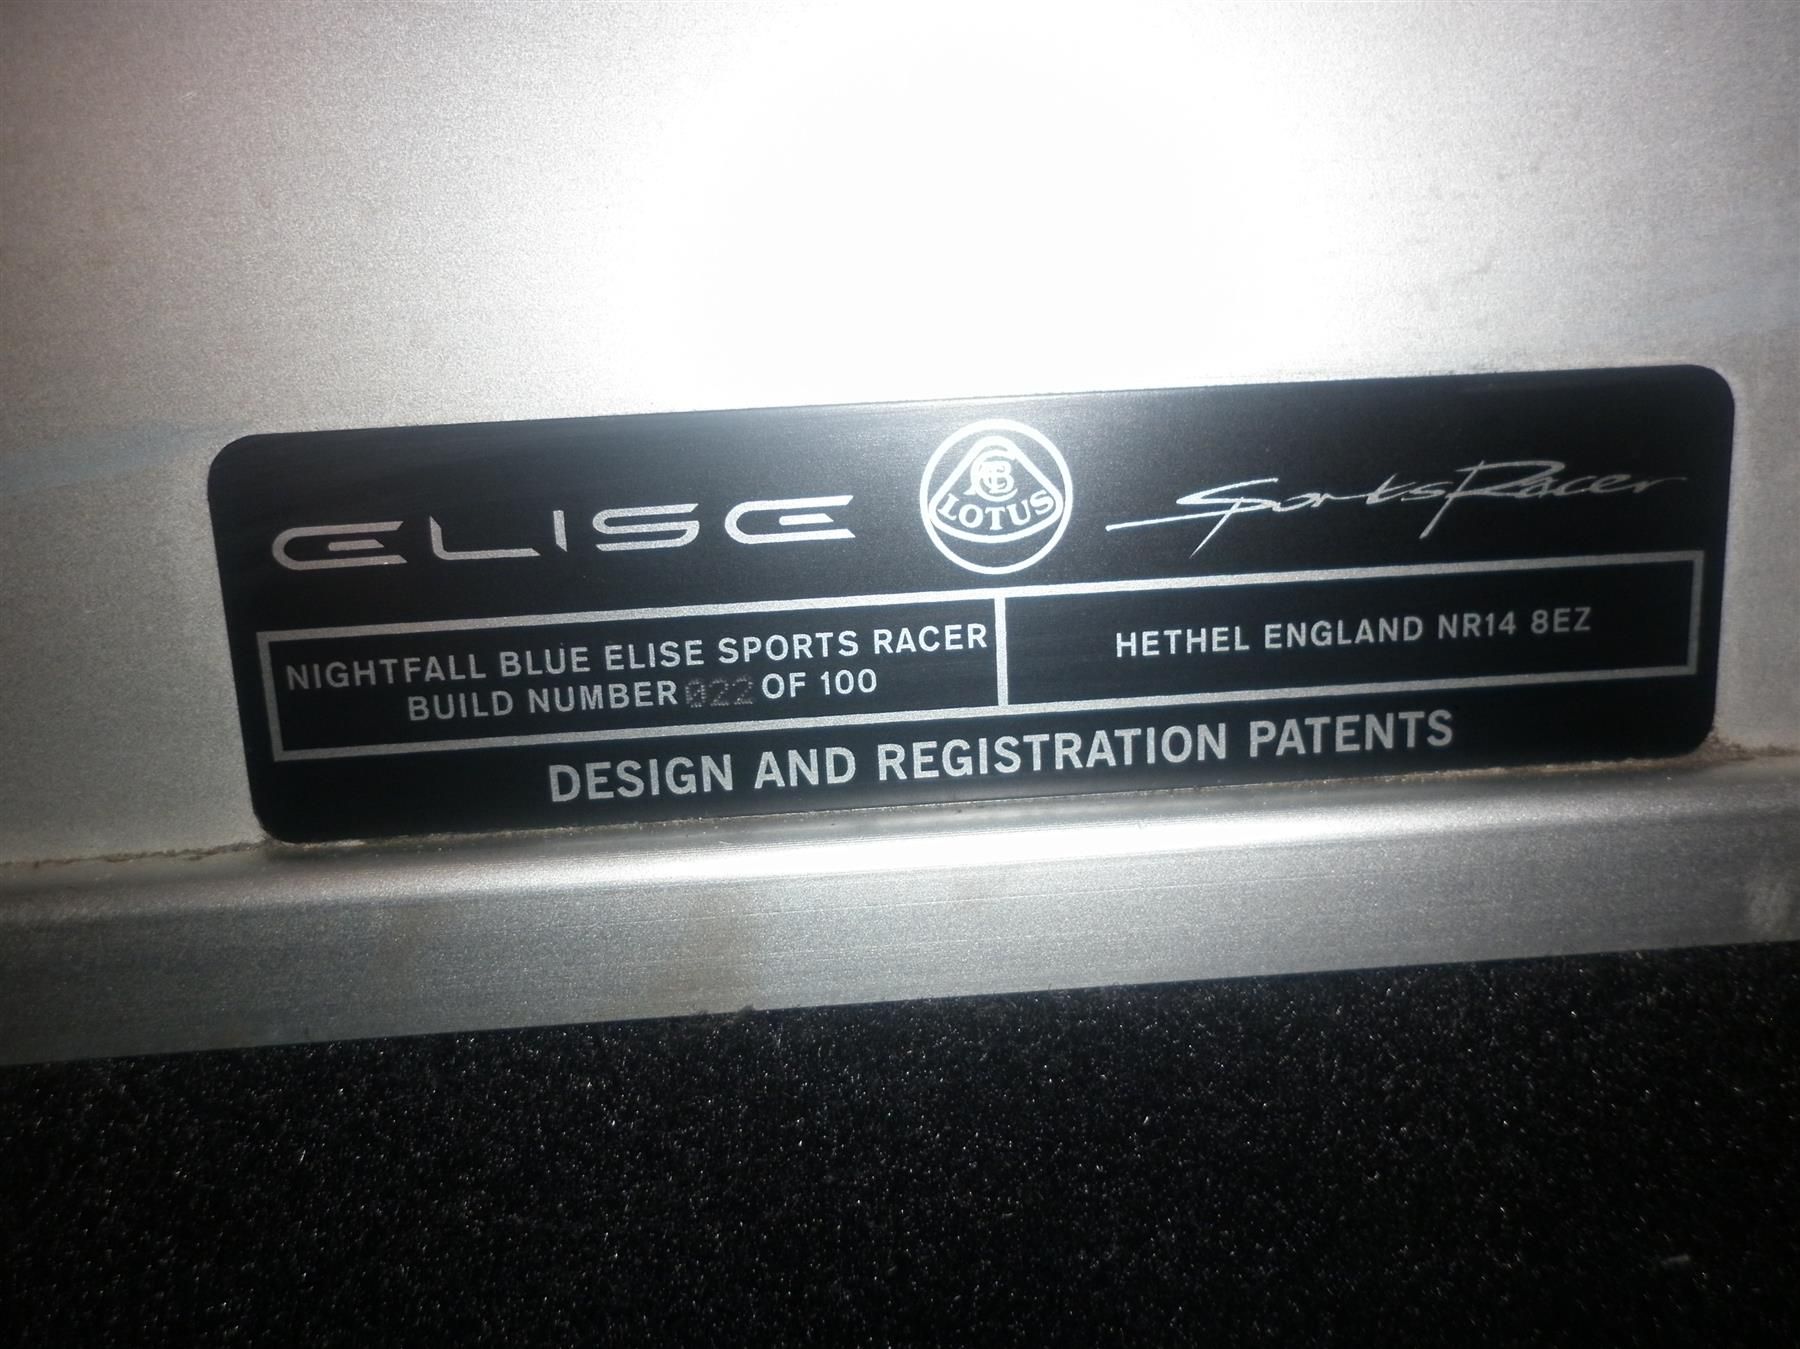 ELISE LOTUS SportsRacer
NIGHTFALL BLUE ELISE SPORTS RACER
BUILD NUMBER 022 OF 100
HETHEL ENGLAND NR14 8EZ
DESIGN AND REGISTRATION PATENTS